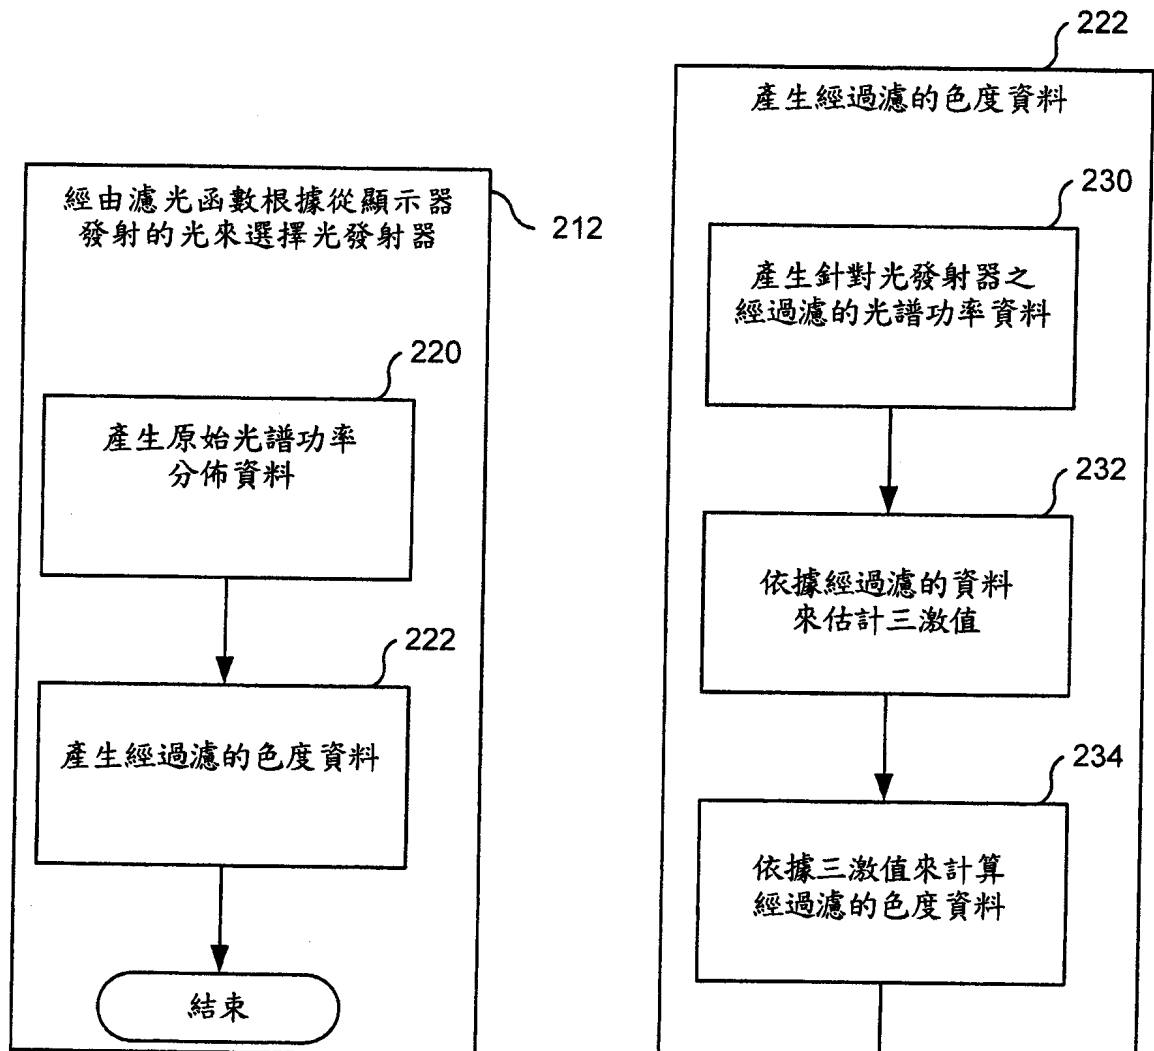 經由濾光函數根據從顯示器
發射的光來選擇光發射器
212
220
產生原始光譜功率
分佈資料
222
產生經過濾的色度資料
結束
222
產生經過濾的色度資料
230
產生針對光發射器之
經過濾的光譜功率資料
232
依據經過濾的資料
來估計三激值
234
依據三激值來計算
經過濾的色度資料